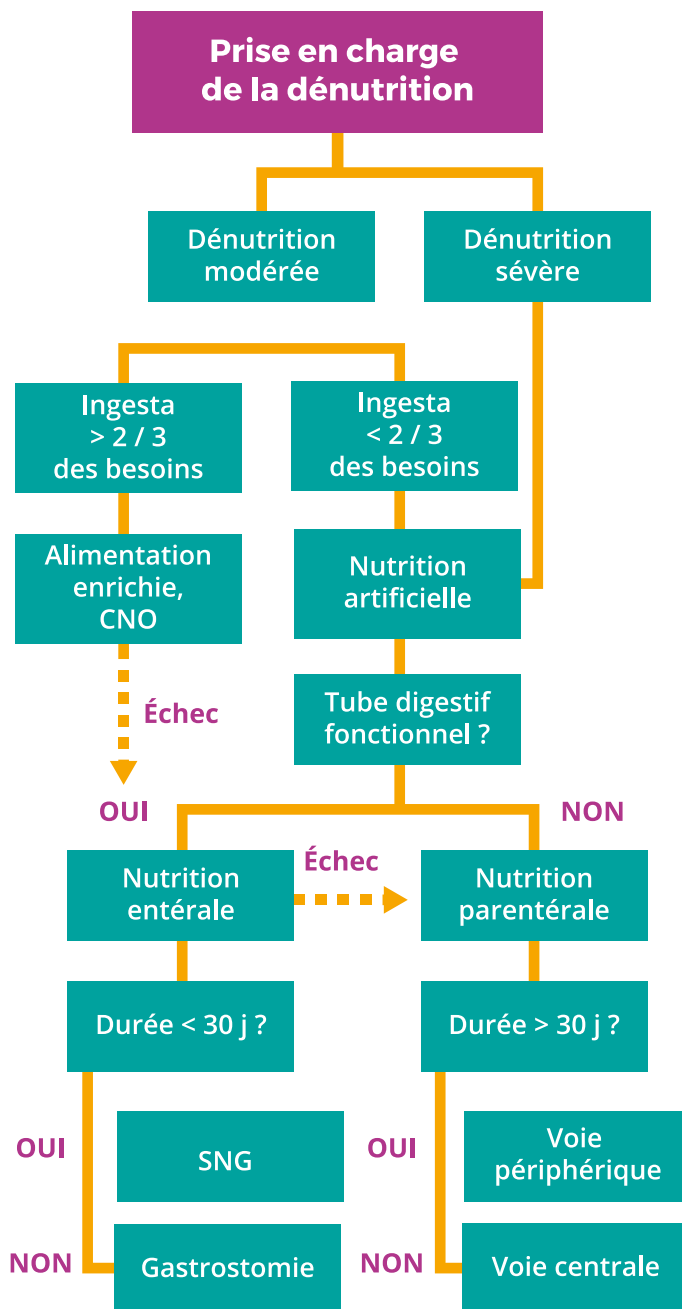 Prise en charge
de la dénutrition
Dénutrition
modérée
Dénutrition
sévère
Ingesta
> 2 / 3
des besoins
Ingesta
< 2 / 3
des besoins
Alimentation
enrichie,
CNO
Nutrition
artificielle
Échec
Tube digestif
fonctionnel ?
OUI
NON
Nutrition
entérale
Échec
Nutrition
parentérale
Durée < 30 j ?
Durée > 30 j ?
OUI
SNG
OUI
Voie
périphérique
NON
Gastrostomie
NON
Voie centrale